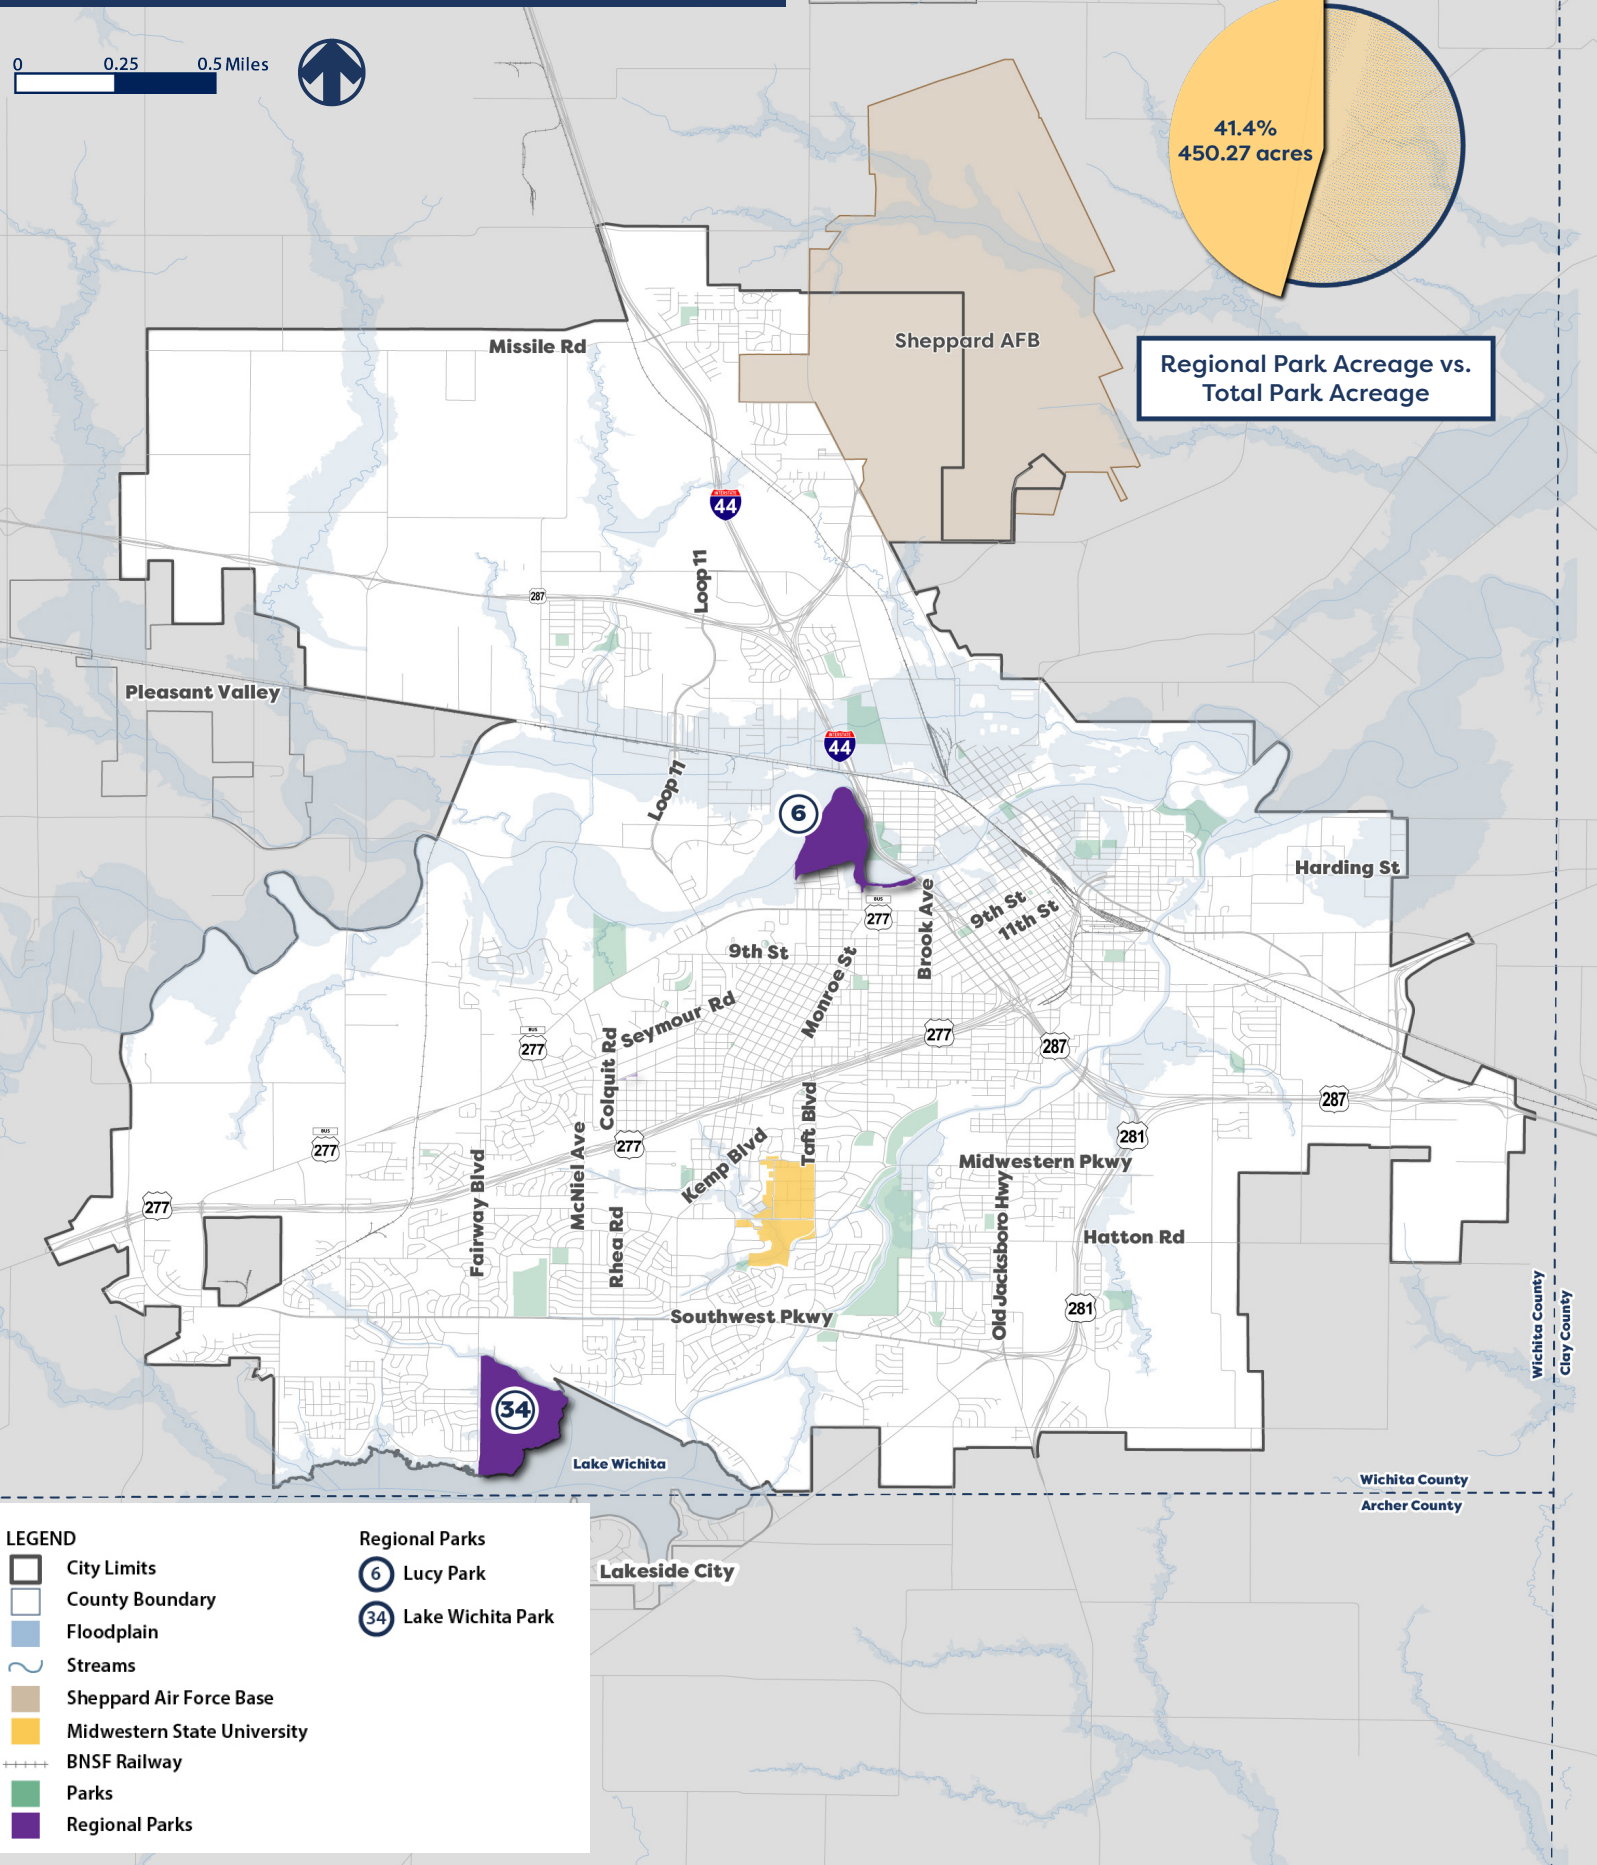 0 0.25 0.5 Miles
41.4%
450.27 acres
Regional Park Acreage vs.
Total Park Acreage
Sheppard AFB
Missile Rd
INTERSTATE
44
Loop 11
287
Pleasant Valley
INTERSTATE
44
Loop 11
6
Harding St
BUS
277
Brook Ave
9th St
11th St
9th St
Monroe St
Seymour Rd
BUS
277
Colquit Rd
277
287
287
Taft Blvd
BUS
277
277
281
Kemp Blvd
McNiel Ave
Fairway Blvd
Midwestern Pkwy
277
Rhea Rd
Old Jacksboro Hwy
Hatton Rd
281
Southwest Pkwy
Wichita County
Clay County
34
Lake Wichita
Wichita County
Archer County
Lakeside City
LEGEND
City Limits
County Boundary
Floodplain
Streams
Sheppard Air Force Base
Midwestern State University
BNSF Railway
Parks
Regional Parks
Regional Parks
6 Lucy Park
34 Lake Wichita Park